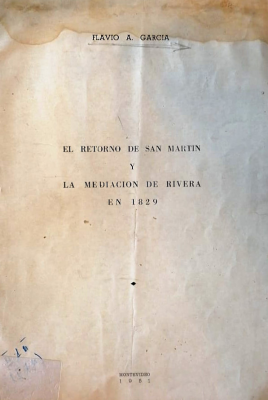 FLAVIO A. GARCIA
EL RETORNO DE SAN MARTIN
Y
LA MEDIACION DE RIVERA
EN 1829
MONTEVIDEO
1951